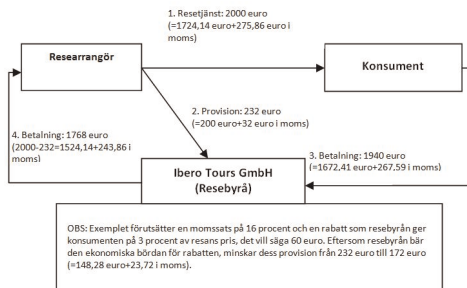 1. Resetjänst: 2000 euro
(=1724,14 euro+275,86 euro i
moms)
Researrangör
Konsument
2. Provision: 232 euro
(=200 euro+32 euro i moms)
4. Betalning: 1768 euro
(2000-232=1524,14+243,86 i
moms)
3. Betalning: 1940 euro
(=1672,41 euro+267.59 i moms)
Ibero Tours GmbH
(Resebyrå)
OBS: Exemplet förutsätter en momssats på 16 procent och en rabatt som resebyrån ger
konsumenten på 3 procent av resans pris, det vill säga 60 euro. Eftersom resebyrån bär
den ekonomiska bördan för rabatten, minskar dess provision från 232 euro till 172 euro
(=148,28 euro+23,72 i moms).